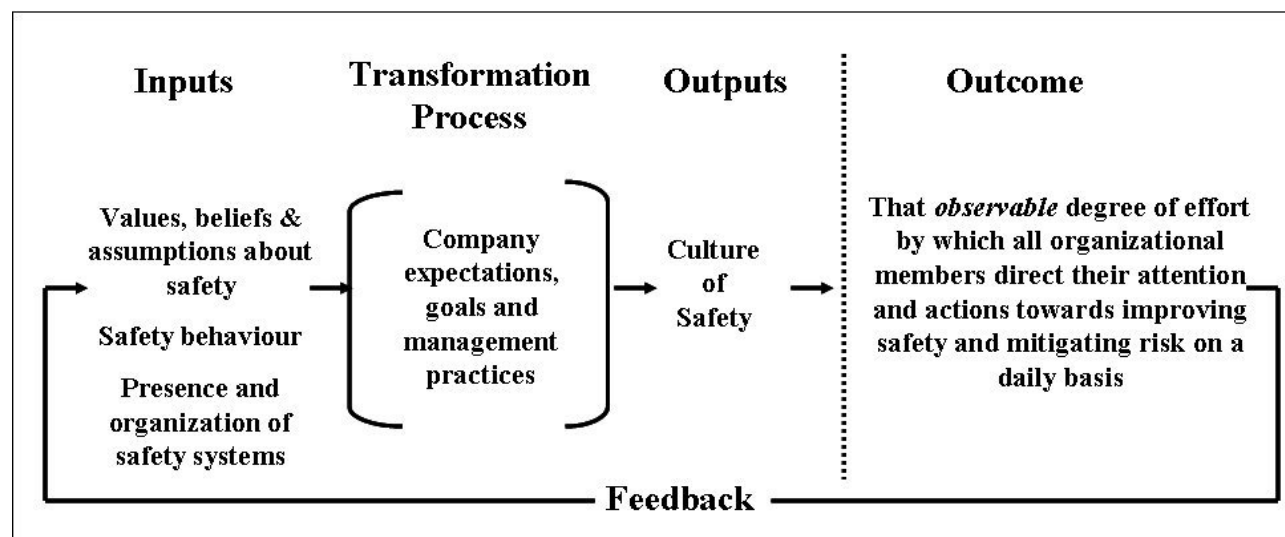 Inputs
Transformation
Process
Outputs
Outcome
Values, beliefs &
assumptions about
safety
Safety behaviour
Presence and
organization of
safety systems
Company
expectations,
goals and
management
practices
Culture
of
Safety
That observable degree of effort
by which all organizational
members direct their attention
and actions towards improving
safety and mitigating risk on a
daily basis
Feedback